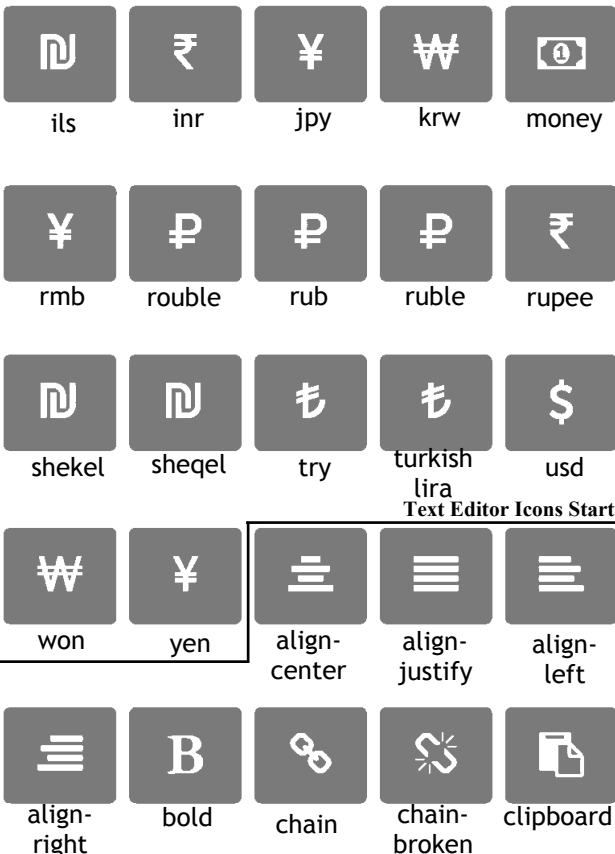 ils inr jpy krw money
rmb rouble rub ruble rupee
shekel sheqel try turkish lira usd
Text Editor Icons Start
won yen align-center align-justify align-left
align-right bold chain chain-broken clipboard